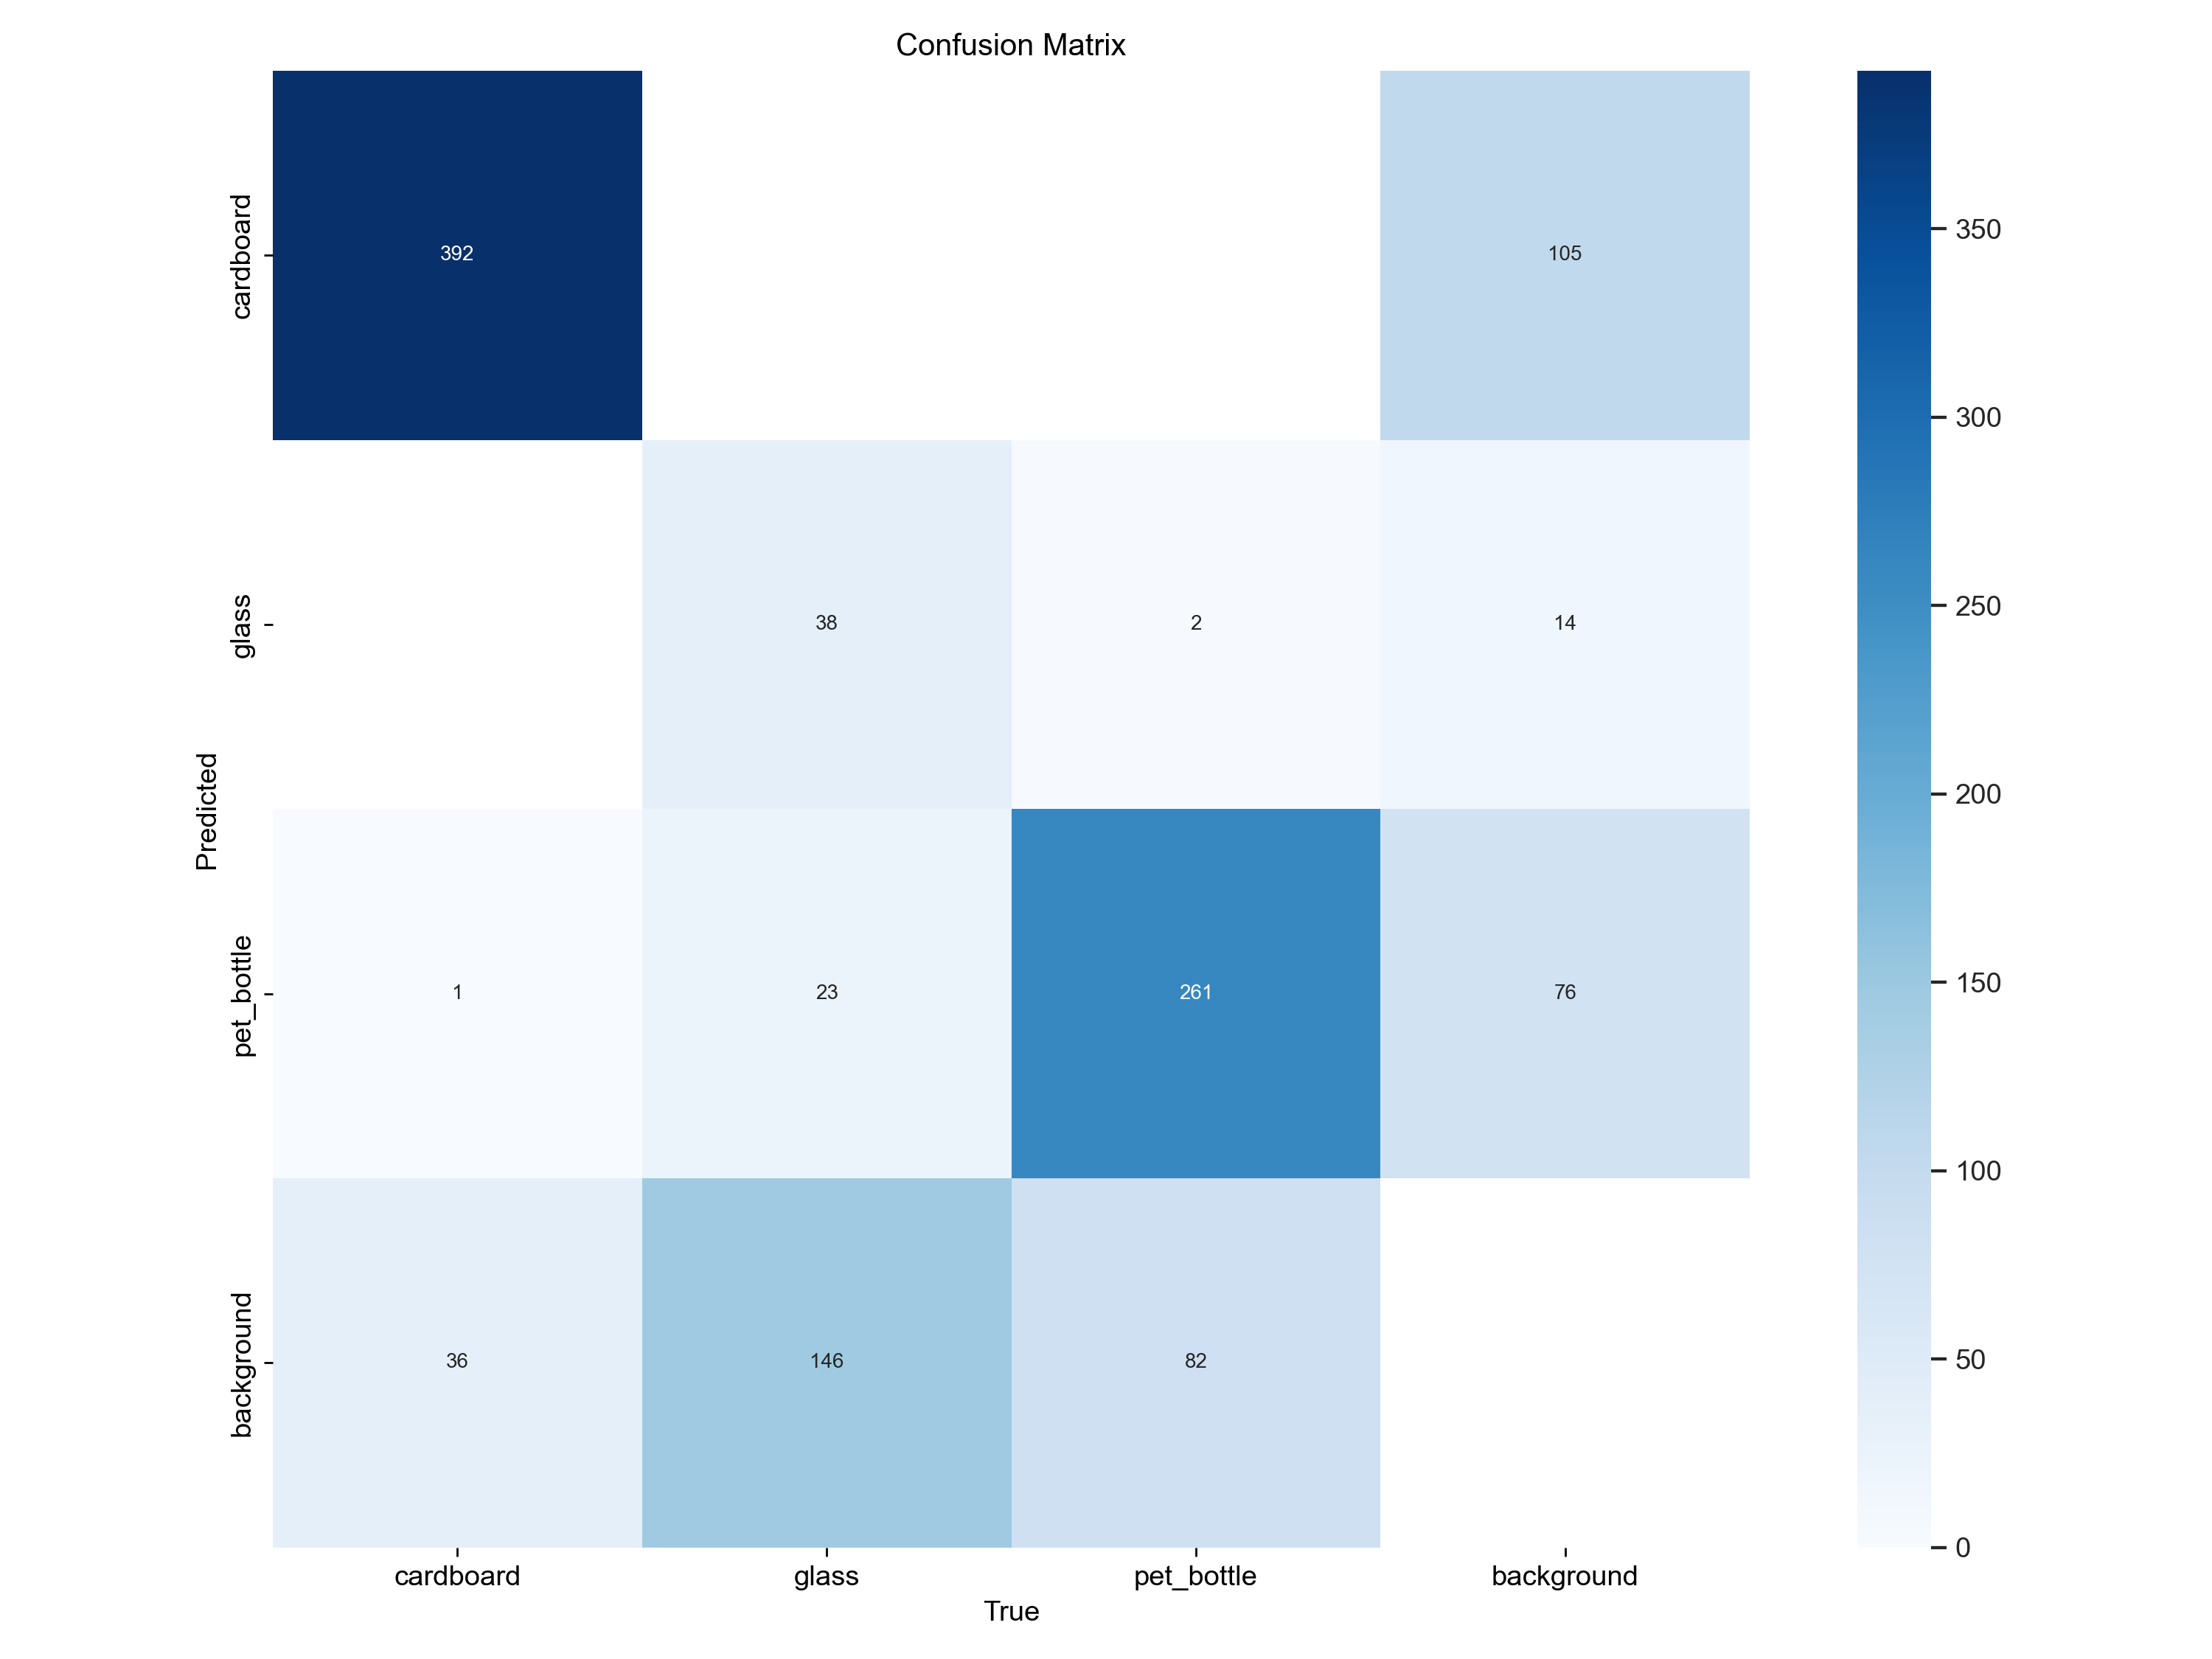 Confusion Matrix
cardboard
392
105
350
300
glass
38
2
14
250
200
Predicted
pet_bottle
1
23
261
76
150
100
background
36
146
82
50
0
cardboard
glass
pet_bottle
background
True